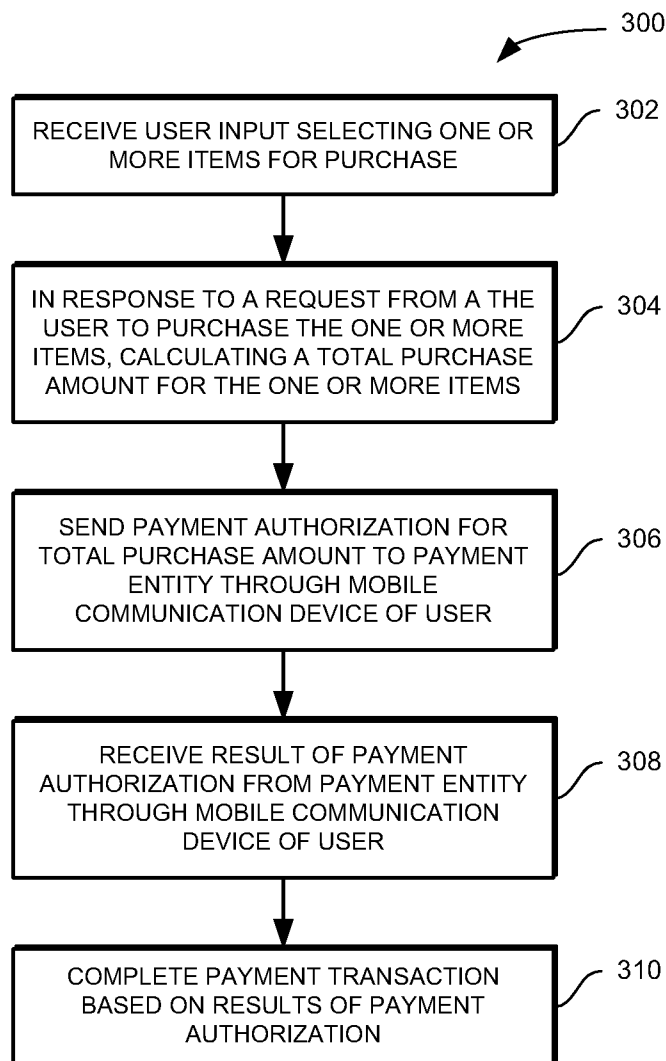 300
RECEIVE USER INPUT SELECTING ONE OR
MORE ITEMS FOR PURCHASE
302
IN RESPONSE TO A REQUEST FROM A THE
USER TO PURCHASE THE ONE OR MORE
ITEMS, CALCULATING A TOTAL PURCHASE
AMOUNT FOR THE ONE OR MORE ITEMS
304
SEND PAYMENT AUTHORIZATION FOR
TOTAL PURCHASE AMOUNT TO PAYMENT
ENTITY THROUGH MOBILE
COMMUNICATION DEVICE OF USER
306
RECEIVE RESULT OF PAYMENT
AUTHORIZATION FROM PAYMENT ENTITY
THROUGH MOBILE COMMUNICATION
DEVICE OF USER
308
COMPLETE PAYMENT TRANSACTION
BASED ON RESULTS OF PAYMENT
AUTHORIZATION
310